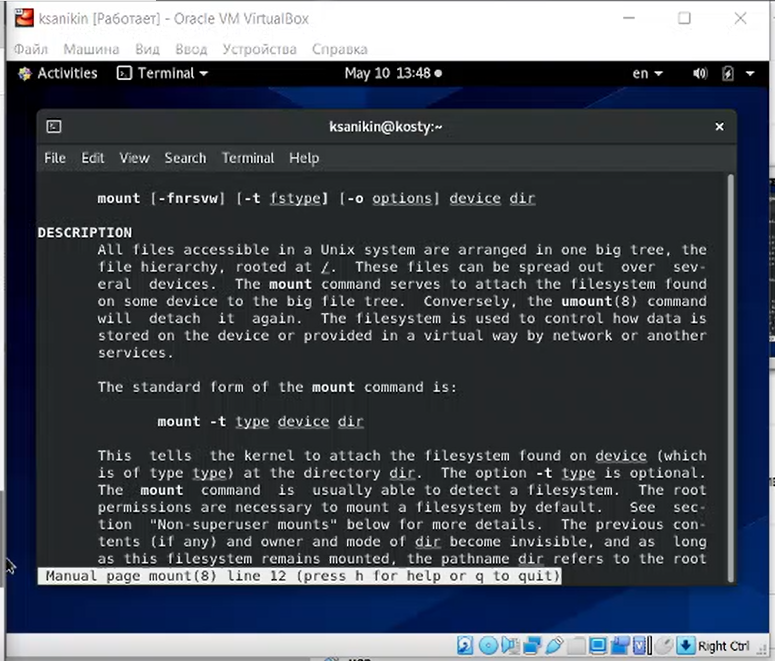 ksanikin [Работает] - Oracle VM VirtualBox
Файл Машина Вид Ввод Устройства Справка
Activities Terminal May 10 13:48 en
ksanikin@kosty:~
File Edit View Search Terminal Help
mount [-fnrsvw] [-t fstype] [-o options] device dir
DESCRIPTION
All files accessible in a Unix system are arranged in one big tree, the
file hierarchy, rooted at /. These files can be spread out over sev-
eral devices. The mount command serves to attach the filesystem found
on some device to the big file tree. Conversely, the umount(8) command
will detach it again. The filesystem is used to control how data is
stored on the device or provided in a virtual way by network or another
services.
The standard form of the mount command is:
mount -t type device dir
This tells the kernel to attach the filesystem found on device (which
is of type type) at the directory dir. The option -t type is optional.
The mount command is usually able to detect a filesystem. The root
permissions are necessary to mount a filesystem by default. See sec-
tion "Non-superuser mounts" below for more details. The previous con-
tents (if any) and owner and mode of dir become invisible, and as long
as this filesystem remains mounted, the pathname dir refers to the root
Manual page mount(8) line 12 (press h for help or q to quit)
Right Ctrl